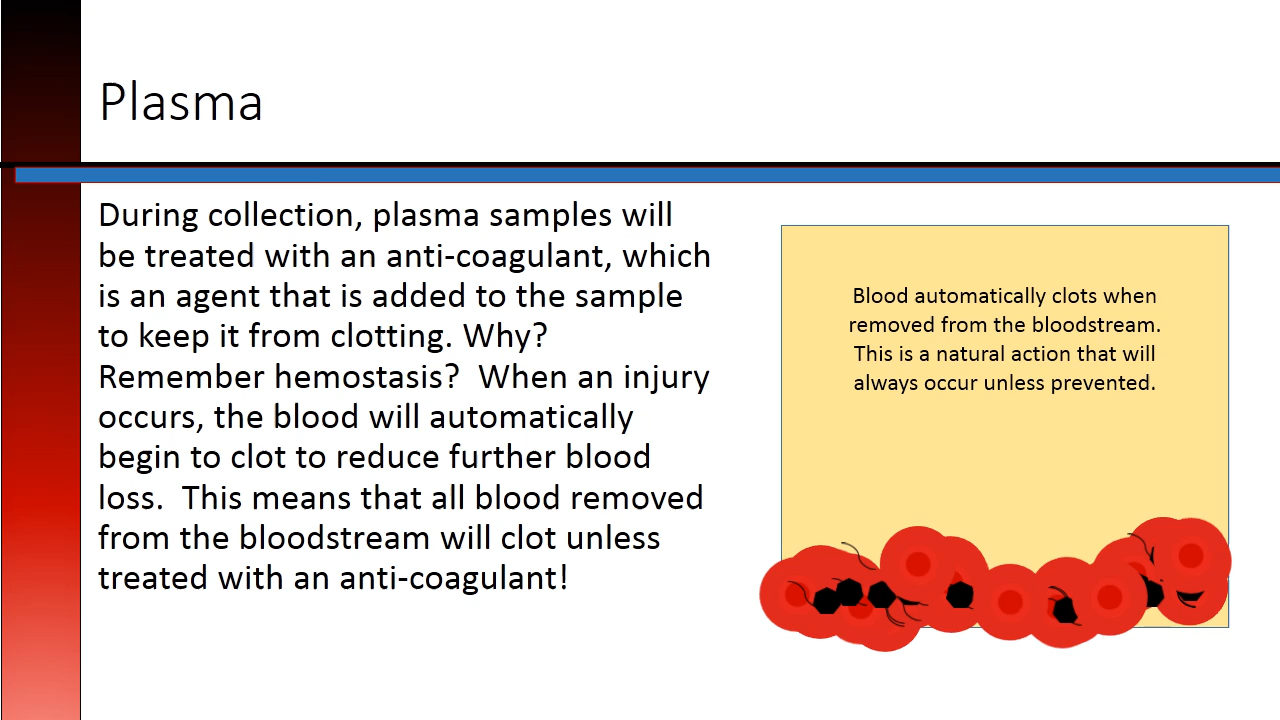 Plasma
During collection, plasma samples will
be treated with an anti-coagulant, which
is an agent that is added to the sample
to keep it from clotting. Why?
Remember hemostasis?  When an injury
occurs, the blood will automatically
begin to clot to reduce further blood
loss.  This means that all blood removed
from the bloodstream will clot unless
treated with an anti-coagulant!
Blood automatically clots when
removed from the bloodstream.
This is a natural action that will
always occur unless prevented.